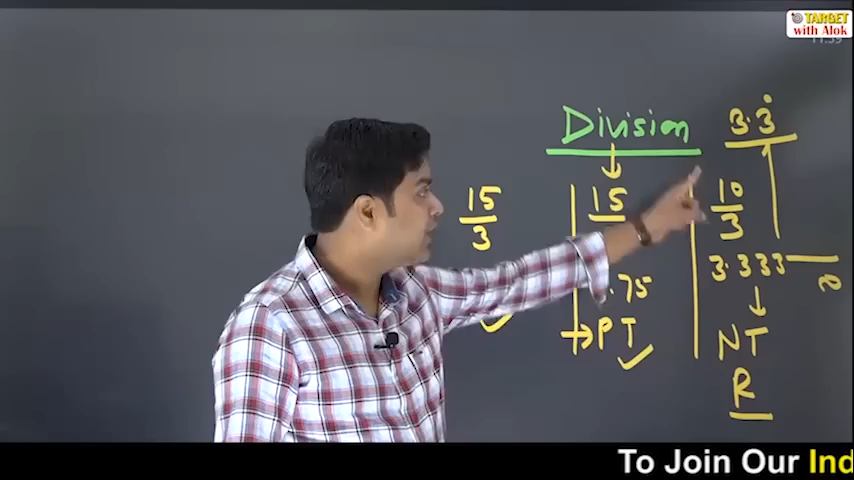 TARGET
with Alok
Division
3.3̇
15
3
15
10
3
3.333
.75
∞
PT
NT
R
To Join Our Ind